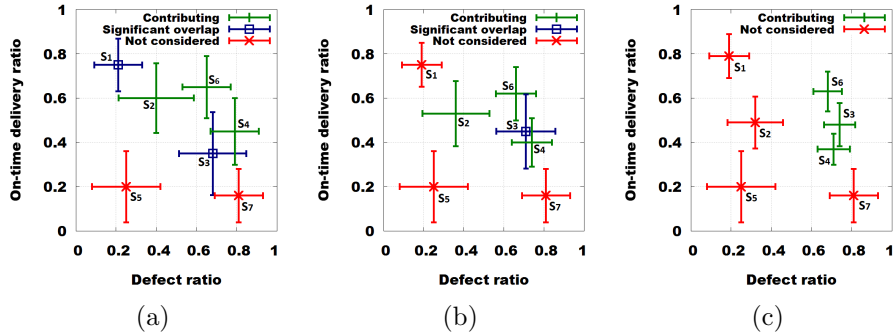 Contributing
Significant overlap
Not considered
On-time delivery ratio
1
0.8
0.6
0.4
0.2
0
S1
S2
S6
S4
S3
S5
S7
0 0.2 0.4 0.6 0.8 1
Defect ratio
(a)
Contributing
Significant overlap
Not considered
On-time delivery ratio
1
0.8
0.6
0.4
0.2
0
S1
S6
S2
S3
S4
S5
S7
0 0.2 0.4 0.6 0.8 1
Defect ratio
(b)
Contributing
Not considered
On-time delivery ratio
1
0.8
0.6
0.4
0.2
0
S1
S6
S2
S3
S4
S5
S7
0 0.2 0.4 0.6 0.8 1
Defect ratio
(c)